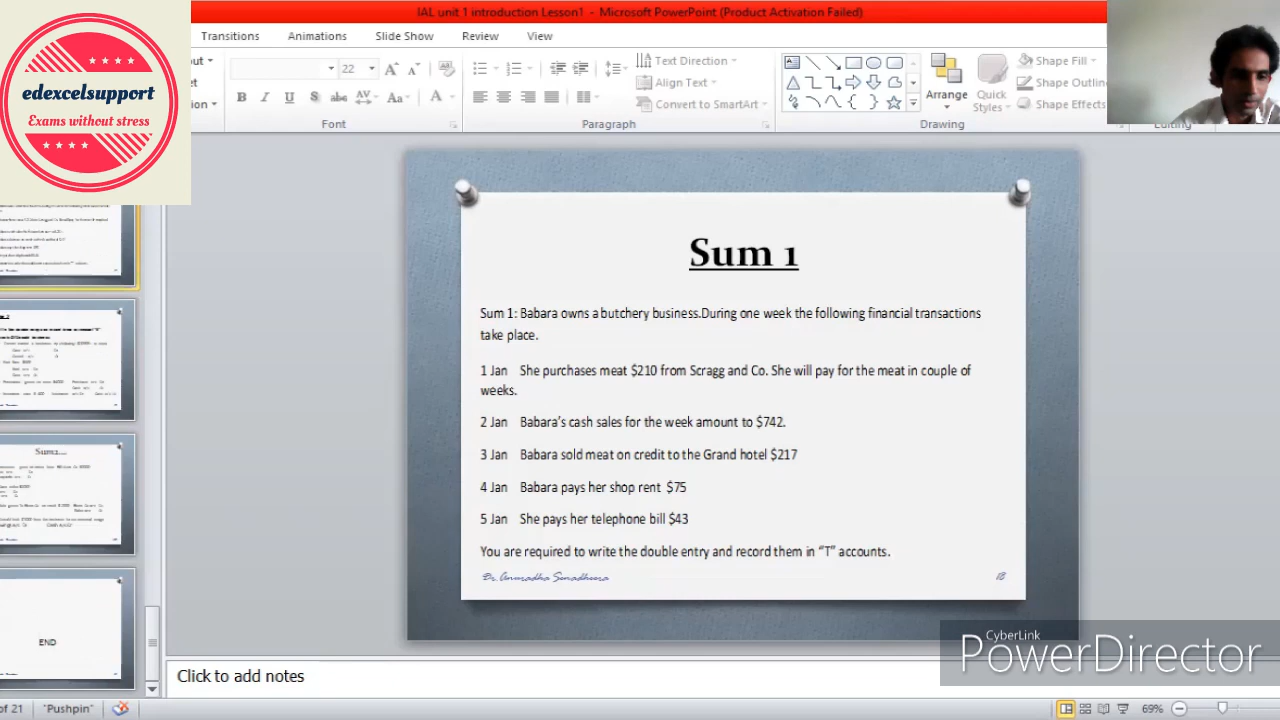 IAL unit 1 introduction Lesson1 - Microsoft PowerPoint (Product Activation Failed)
Transitions Animations Slide Show Review View
22
Text Direction
Align Text
Convert to SmartArt
Arrange
Quick Styles
Shape Fill
Shape Outlin
Shape Effects
Font Paragraph Drawing Editing
edexcelsupport
Exams without stress
Sum 1
Sum 1: Babara owns a butchery business.During one week the following financial transactions
take place.
1 Jan She purchases meat $210 from Scragg and Co. She will pay for the meat in couple of
weeks.
2 Jan Babara's cash sales for the week amount to $742.
3 Jan Babara sold meat on credit to the Grand hotel $217
4 Jan Babara pays her shop rent $75
5 Jan She pays her telephone bill $43
You are required to write the double entry and record them in “T” accounts.
18
END
CyberLink
PowerDirector
Click to add notes
of 21 "Pushpin" 69%